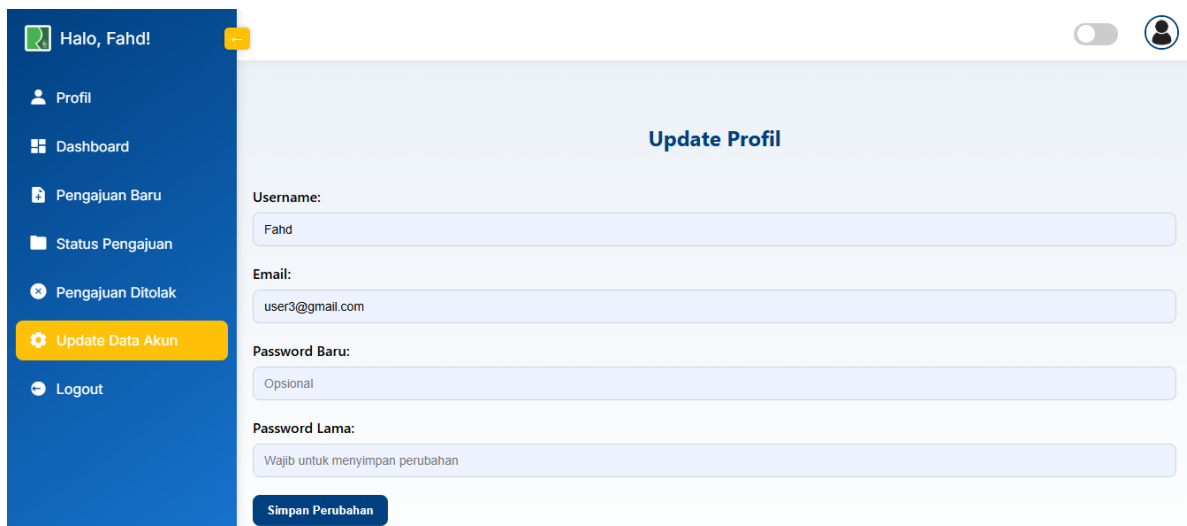 Halo, Fahd!
←
Profil
Dashboard
Pengajuan Baru
Status Pengajuan
Pengajuan Ditolak
Update Data Akun
Logout
Update Profil
Username:
Fahd
Email:
user3@gmail.com
Password Baru:
Opsional
Password Lama:
Wajib untuk menyimpan perubahan
Simpan Perubahan